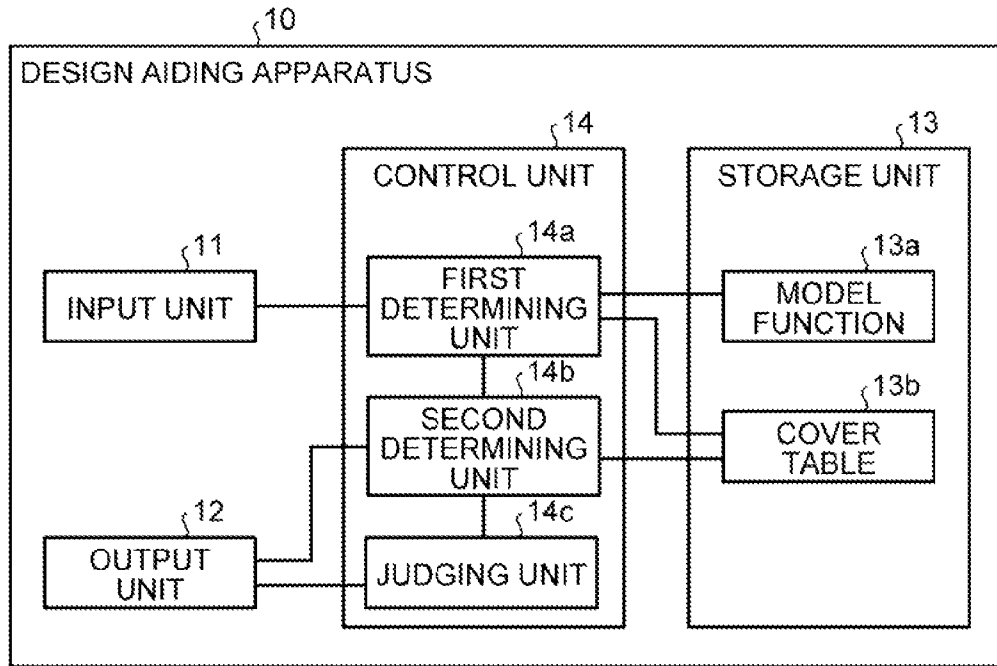 10
DESIGN AIDING APPARATUS
14
CONTROL UNIT
13
STORAGE UNIT
11
INPUT UNIT
14a
FIRST
DETERMINING
UNIT
13a
MODEL
FUNCTION
14b
SECOND
DETERMINING
UNIT
13b
COVER
TABLE
12
OUTPUT
UNIT
14c
JUDGING UNIT